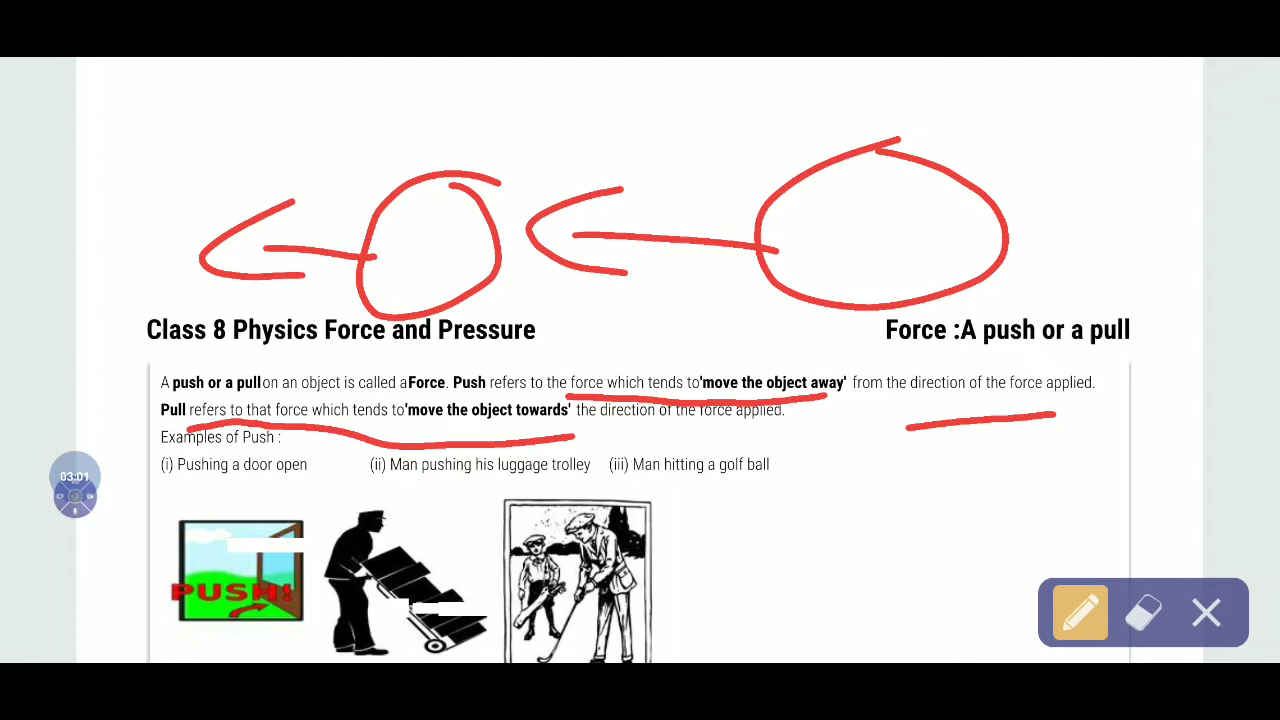 Class 8 Physics Force and Pressure
Force :A push or a pull
A push or a pull on an object is called a Force. Push refers to the force which tends to 'move the object away' from the direction of the force applied.
Pull refers to that force which tends to 'move the object towards' the direction of the force applied.
Examples of Push :
(i) Pushing a door open (ii) Man pushing his luggage trolley (iii) Man hitting a golf ball
03:01
PUSH!